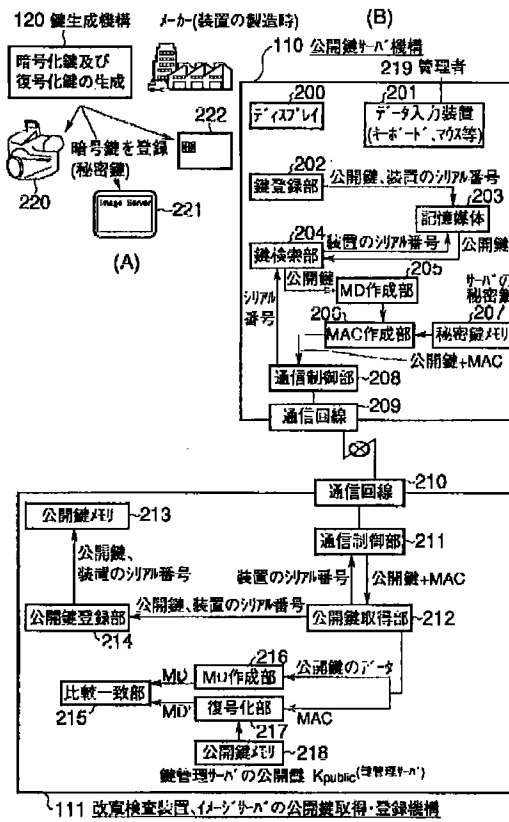 120 鍵生成機構
メーカー(装置の製造時)
(B)
110 公開鍵サーバ機構
219 管理者
暗号化鍵及び
復号化鍵の生成
200
ディスプレイ
201
データ入力装置
(キーボード、マウス等)
222
暗号鍵を登録
(秘密鍵)
220
Image Server
221
(A)
202
鍵登録部
公開鍵、装置のシリアル番号
203
記憶媒体
204
鍵検索部
装置のシリアル番号
公開鍵
公開鍵
205
MD作成部
シリアル
番号
サーバの
秘密鍵
206
MAC作成部
207
秘密鍵メモリ
公開鍵+MAC
通信制御部
208
通信回線
209
通信回線
210
公開鍵メモリ
213
通信制御部
211
公開鍵、
装置のシリアル番号
装置のシリアル番号
公開鍵+MAC
公開鍵登録部
214
公開鍵、装置のシリアル番号
公開鍵取得部
212
216
MD
MD作成部
公開鍵のデータ
比較一致部
215
MD'
復号化部
217
MAC
公開鍵メモリ
218
鍵管理サーバの公開鍵 Kpublic(鍵管理サーバ)
111 改竄検査装置、イメージサーバの公開鍵取得・登録機構